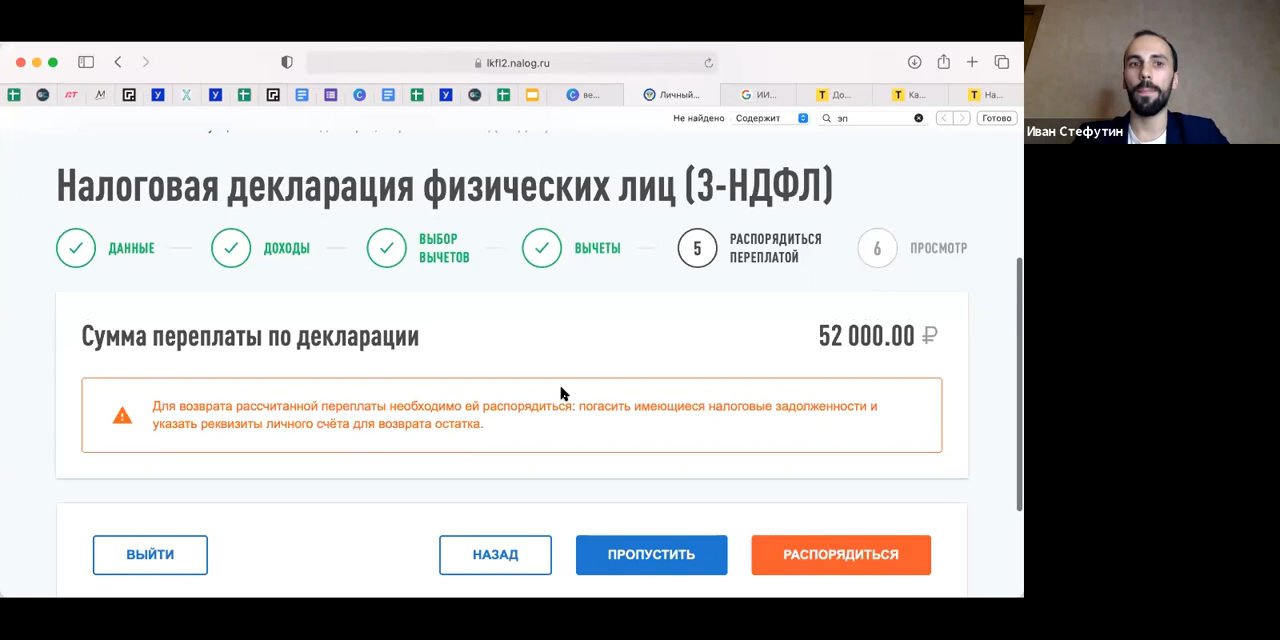 lkfl2.nalog.ru
ве...
Личный...
ИИ...
До...
Ка...
На...
Не найдено
Содержит
эп
Готово
Иван Стефутин
Налоговая декларация физических лиц (3-НДФЛ)
ДАННЫЕ
ДОХОДЫ
ВЫБОР
ВЫЧЕТОВ
ВЫЧЕТЫ
5
РАСПОРЯДИТЬСЯ
ПЕРЕПЛАТОЙ
6
ПРОСМОТР
Сумма переплаты по декларации
52 000.00 ₽
Для возврата рассчитанной переплаты необходимо ей распорядиться: погасить имеющиеся налоговые задолженности и
указать реквизиты личного счёта для возврата остатка.
ВЫЙТИ
НАЗАД
ПРОПУСТИТЬ
РАСПОРЯДИТЬСЯ